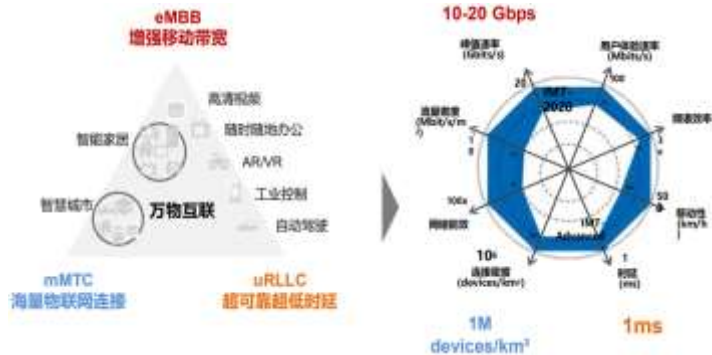 eMBB
增强移动带宽
高清视频
随时随地办公
智能家居
AR/VR
工业控制
智慧城市
万物互联
自动驾驶
mMTC
海量物联网连接
uRLLC
超可靠超低时延
10-20 Gbps
峰值速率
(Gbits/s)
用户体验速率
(Mbits/s)
20
100
IMT-
2020
流量密度
(Mbit/s/m
频谱效率
100x
网络能效
移动性
(km/h
IMT
Advanced
连接密度
(devices/km²)
1
时延
(ms)
1M
devices/km²
1ms